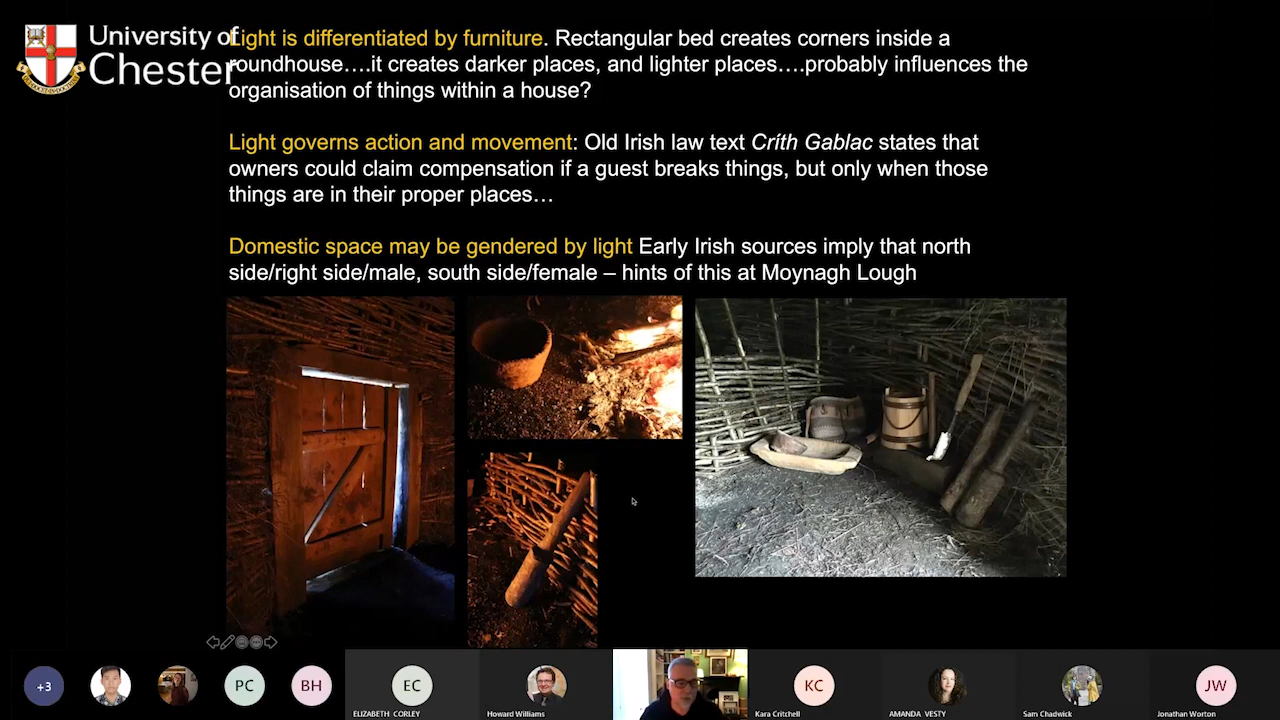 University of
Chester
Light is differentiated by furniture. Rectangular bed creates corners inside a
roundhouse….it creates darker places, and lighter places….probably influences the
organisation of things within a house?
Light governs action and movement: Old Irish law text Críth Gablac states that
owners could claim compensation if a guest breaks things, but only when those
things are in their proper places…
Domestic space may be gendered by light Early Irish sources imply that north
side/right side/male, south side/female – hints of this at Moynagh Lough
+3
PC
BH
EC
KC
JW
ELIZABETH CORLEY
Howard Williams
Kara Critchell
AMANDA VESTY
Sam Chadwick
Jonathan Worton